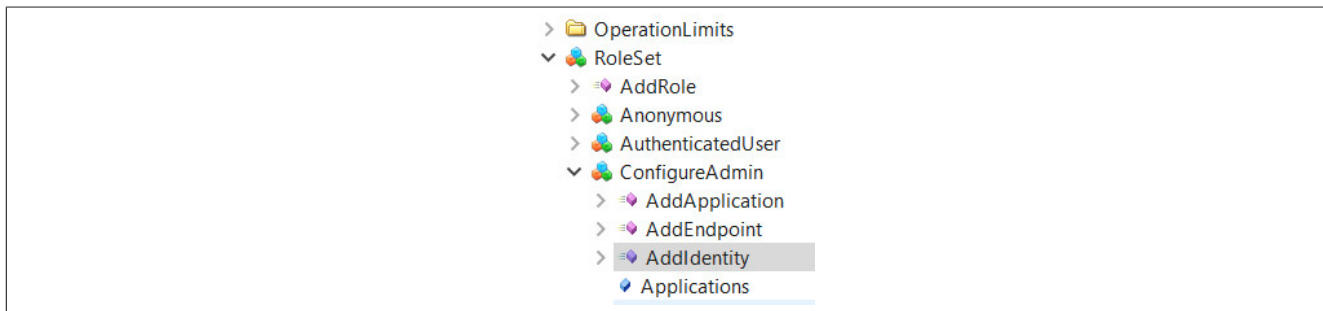 OperationLimits
RoleSet
AddRole
Anonymous
AuthenticatedUser
ConfigureAdmin
AddApplication
AddEndpoint
AddIdentity
Applications